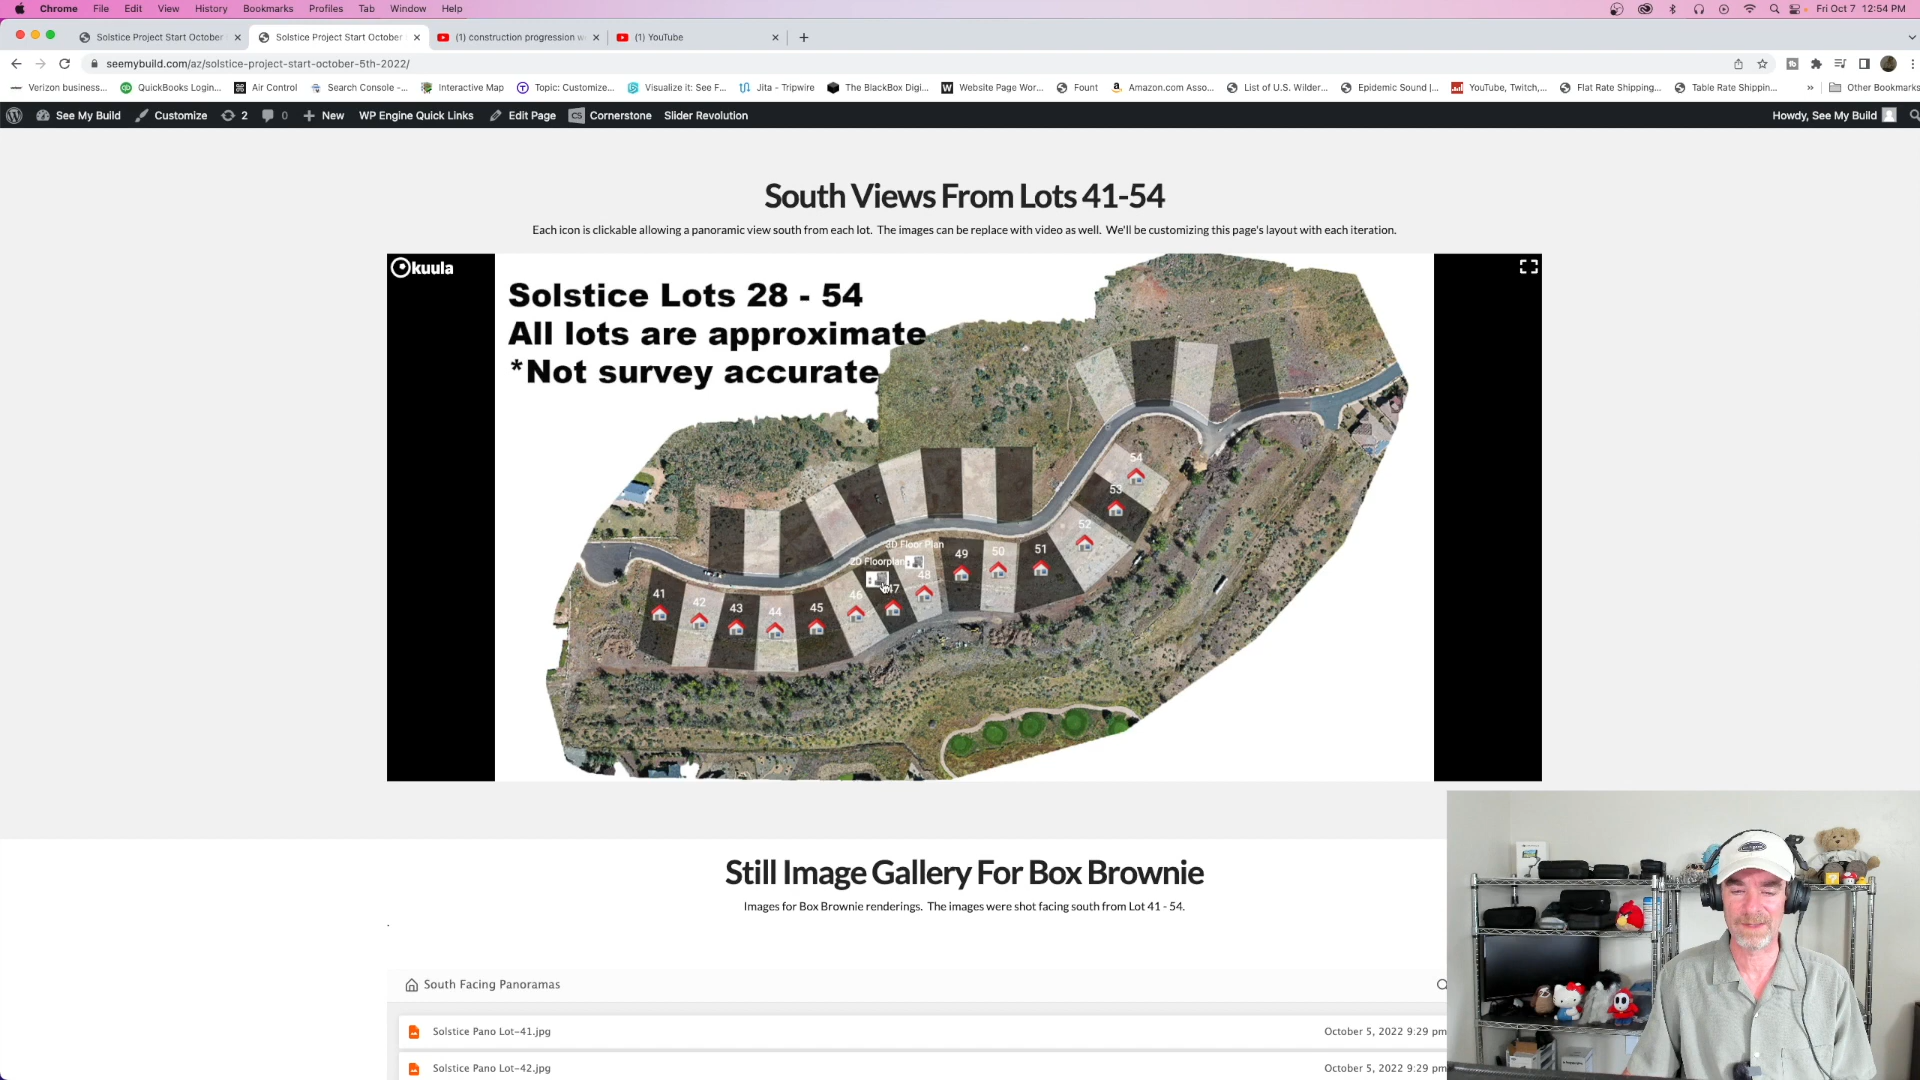 Chrome File Edit View History Bookmarks Profiles Tab Window Help Fri Oct 7 12:54 PM
Solstice Project Start October Solstice Project Start October (1) construction progression w (1) YouTube
seemybuild.com/az/solstice-project-start-october-5th-2022/
Verizon business... QuickBooks Login... Air Control Search Console -... Interactive Map Topic: Customize... Visualize it: See F... Jita - Tripwire The BlackBox Digi... Website Page Wor... Fount Amazon.com Asso... List of U.S. Wilder... Epidemic Sound |... YouTube, Twitch,... Flat Rate Shipping... Table Rate Shippin... » Other Bookmarks
See My Build Customize 2 0 New WP Engine Quick Links Edit Page CS Cornerstone Slider Revolution Howdy, See My Build
South Views From Lots 41-54
Each icon is clickable allowing a panoramic view south from each lot. The images can be replace with video as well. We'll be customizing this page's layout with each iteration.
kuula
Solstice Lots 28 - 54
All lots are approximate
*Not survey accurate
54
53
52
3D Floor Plan
2D Floorplan
49 50 51
48
47
41 42 43 44 45 46
Still Image Gallery For Box Brownie
Images for Box Brownie renderings. The images were shot facing south from Lot 41 - 54.
South Facing Panoramas
Solstice Pano Lot-41.jpg October 5, 2022 9:29 pm
Solstice Pano Lot-42.jpg October 5, 2022 9:29 pm